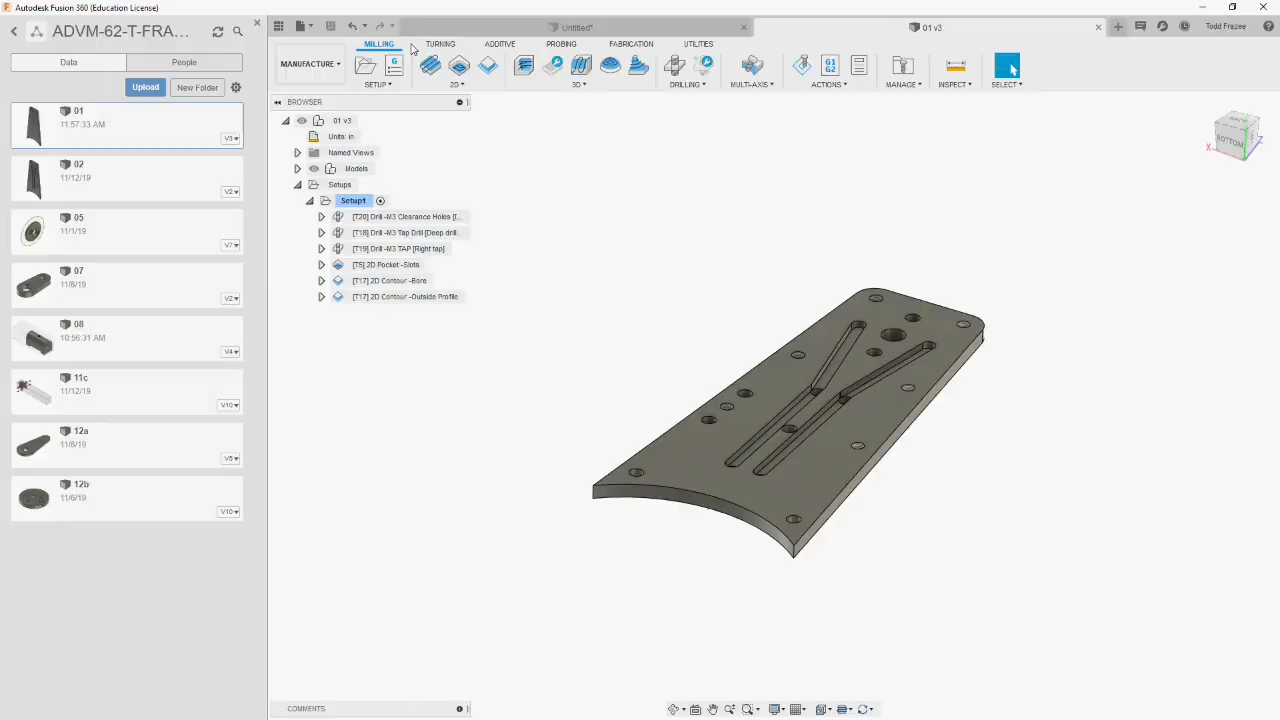 Autodesk Fusion 360 (Education License)
ADVM-62-T-FRA...
Data
People
Upload
New Folder
01
11:57:33 AM
V3
02
11/12/19
V2
05
11/1/19
V7
07
11/8/19
V2
08
10:56:31 AM
V4
11c
11/12/19
V10
12a
11/6/19
V5
12b
11/6/19
V10
Untitled*
01 v3
Todd Frazee
MILLING
TURNING
ADDITIVE
PROBING
FABRICATION
UTILITIES
MANUFACTURE
G
G1
G2
SETUP
2D
3D
DRILLING
MULTI-AXIS
ACTIONS
MANAGE
INSPECT
SELECT
BROWSER
01 v3
Units: in
Named Views
Models
Setups
Setup1
[T20] Drill -M3 Clearance Holes [D...
[T18] Drill -M3 Tap Drill [Deep drill...
[T19] Drill -M3 TAP [Right tap]
[T5] 2D Pocket -Slots
[T17] 2D Contour -Bore
[T17] 2D Contour -Outside Profile
BACK
BOTTOM
X
Z
COMMENTS